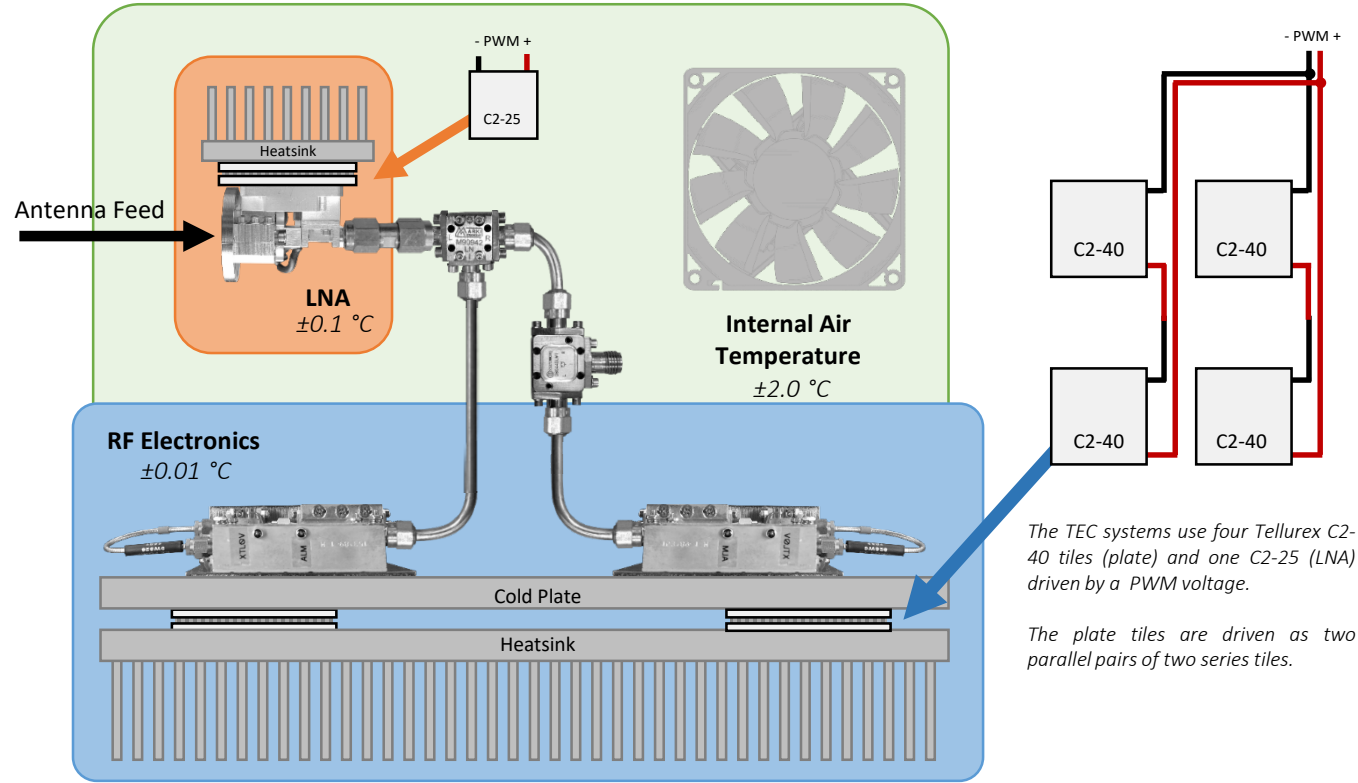 - PWM +
C2-25
Heatsink
Antenna Feed
LNA
±0.1 °C
M90942
LN
L
R
Internal Air
Temperature
±2.0 °C
RF Electronics
±0.01 °C
Cold Plate
Heatsink
- PWM +
C2-40
C2-40
C2-40
C2-40
The TEC systems use four Tellurex C2-
40 tiles (plate) and one C2-25 (LNA)
driven by a PWM voltage.
The plate tiles are driven as two
parallel pairs of two series tiles.